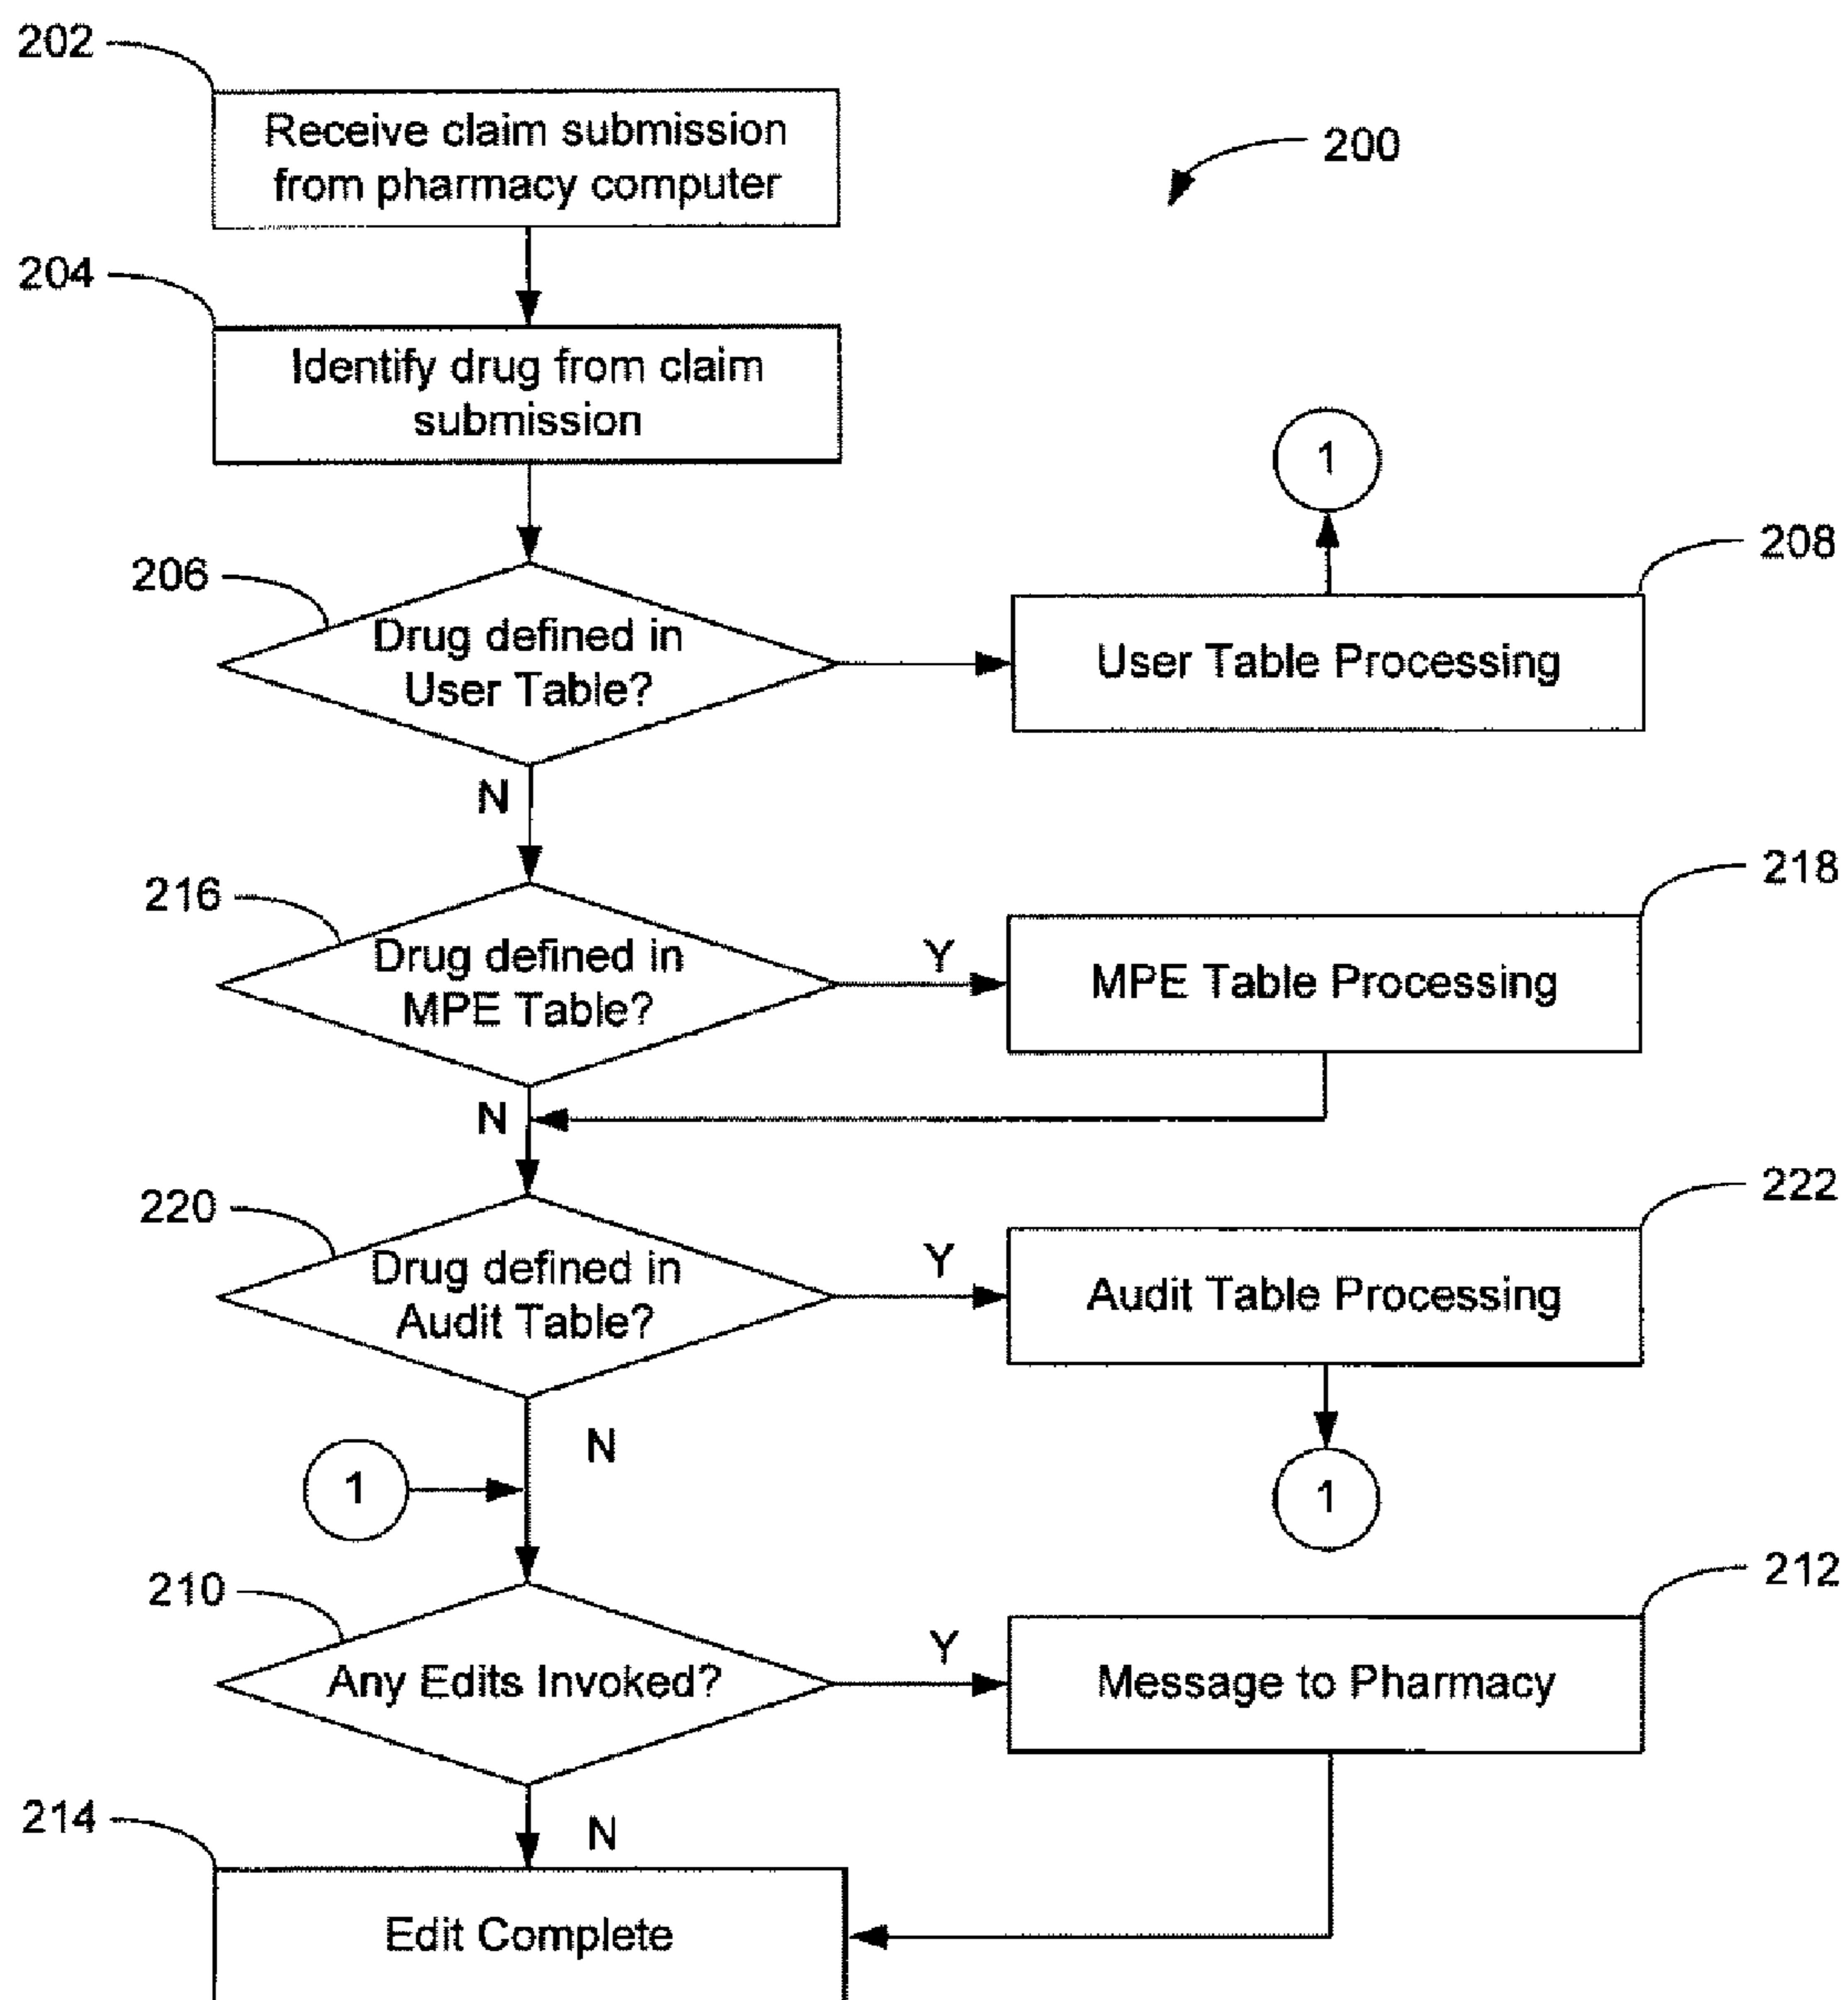 202
Receive claim submission
from pharmacy computer
200
204
Identify drug from claim
submission
1
206
Drug defined in
User Table?
208
User Table Processing
N
216
Drug defined in
MPE Table?
Y
218
MPE Table Processing
N
220
Drug defined in
Audit Table?
Y
222
Audit Table Processing
N
1
1
210
Any Edits Invoked?
Y
212
Message to Pharmacy
N
214
Edit Complete